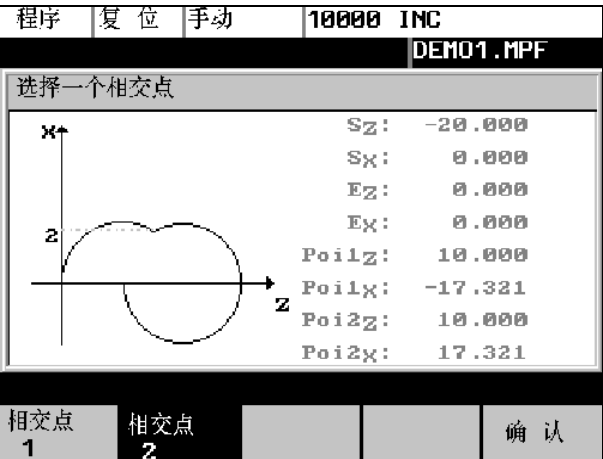 程序 复 位 手动 10000 INC
DEMO1.MPF
选择一个相交点
X
Sz: -20.000
Sx: 0.000
Ez: 0.000
Ex: 0.000
2
Poi1z: 10.000
Poi1x: -17.321
Z
Poi2z: 10.000
Poi2x: 17.321
相交点 相交点 确 认
1 2